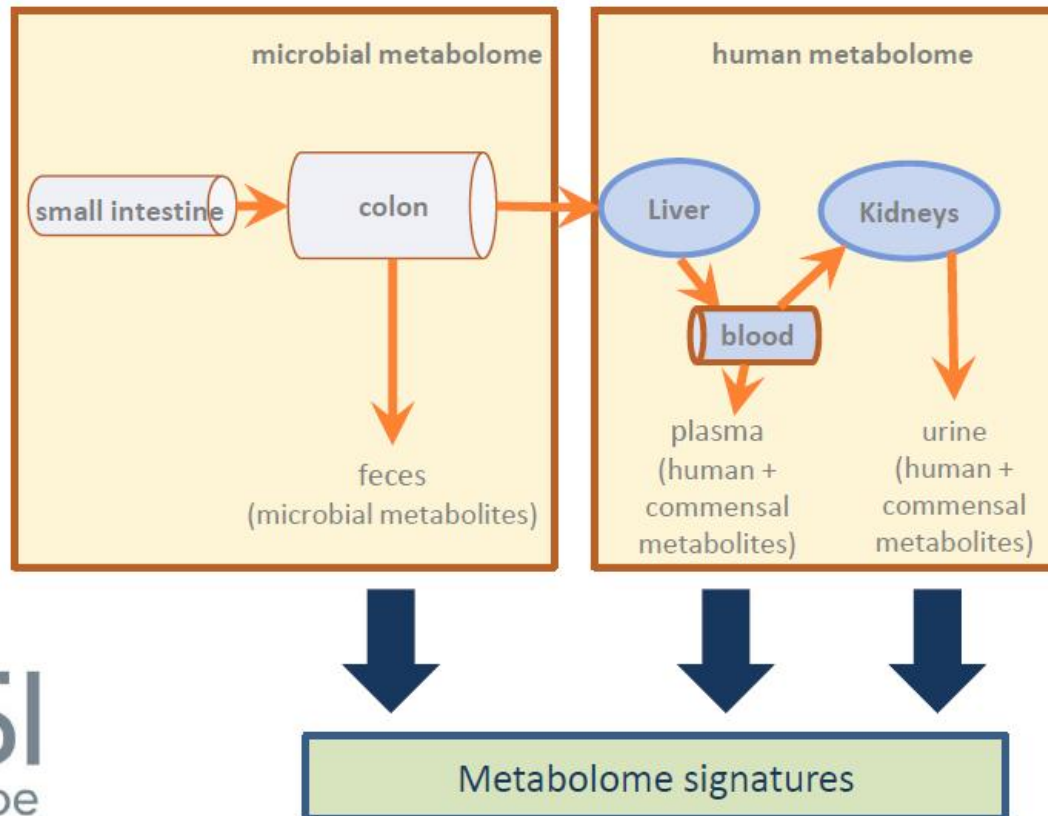 microbial metabolome
human metabolome
small intestine
colon
Liver
Kidneys
blood
feces
(microbial metabolites)
plasma
(human +
commensal
metabolites)
urine
(human +
commensal
metabolites)
Metabolome signatures